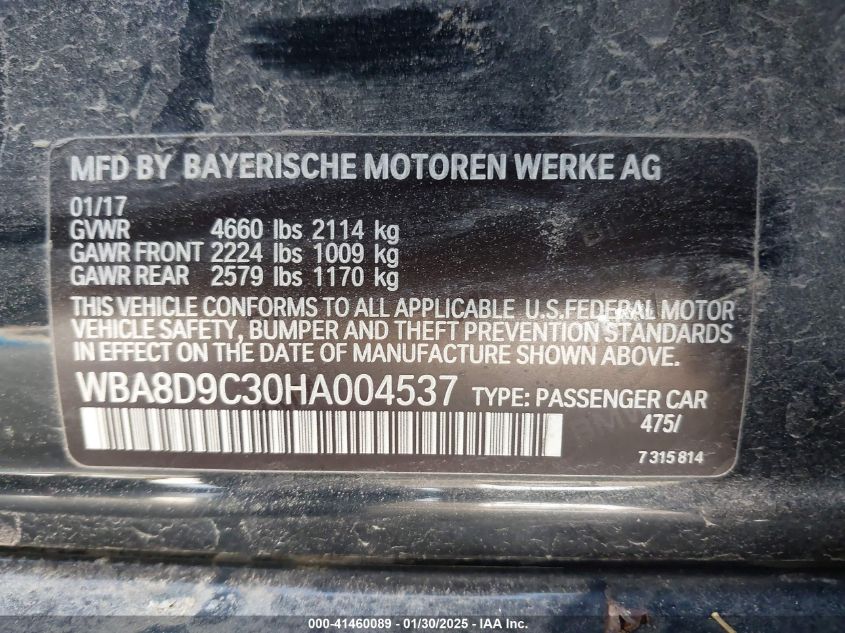 MFD BY BAYERISCHE MOTOREN WERKE AG
01/17
GVWR 4660 lbs 2114 kg
GAWR FRONT 2224 lbs 1009 kg
GAWR REAR 2579 lbs 1170 kg
THIS VEHICLE CONFORMS TO ALL APPLICABLE U.S.FEDERAL MOTOR
VEHICLE SAFETY, BUMPER AND THEFT PREVENTION STANDARDS
IN EFFECT ON THE DATE OF MANUFACTURE SHOWN ABOVE.
WBA8D9C30HA004537 TYPE: PASSENGER CAR
475/
7 315 814
000-41460089 - 01/30/2025 - IAA Inc.